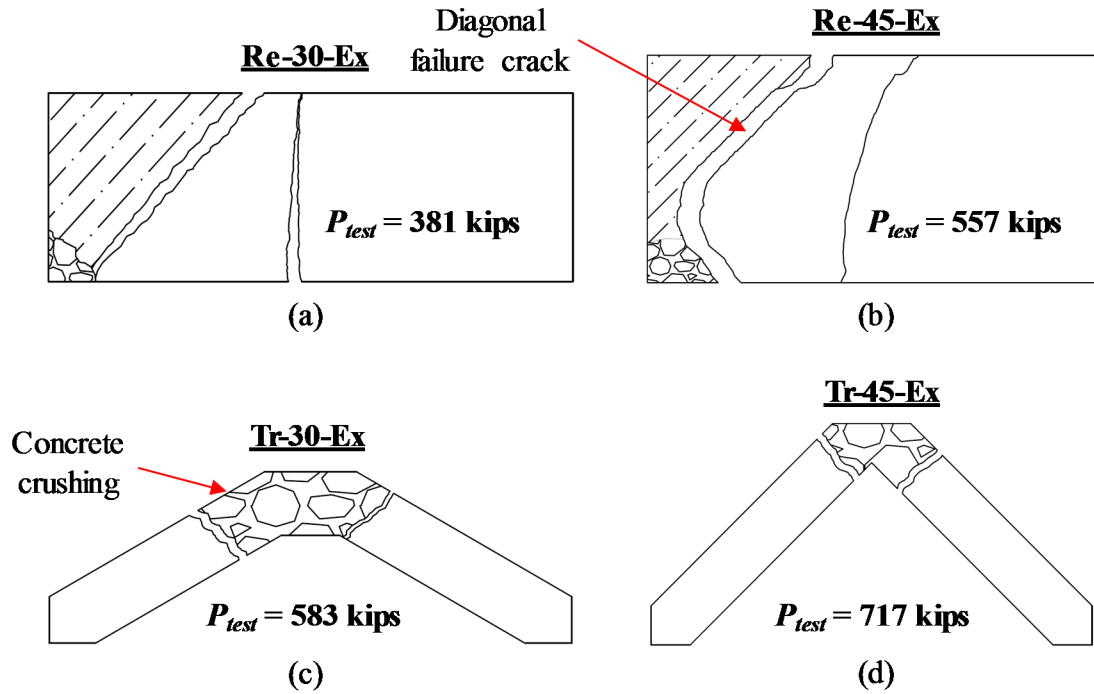 Diagonal
failure crack
Re-30-Ex
Re-45-Ex
P_test = 381 kips
P_test = 557 kips
(a)
(b)
Concrete
crushing
Tr-30-Ex
Tr-45-Ex
P_test = 583 kips
P_test = 717 kips
(c)
(d)